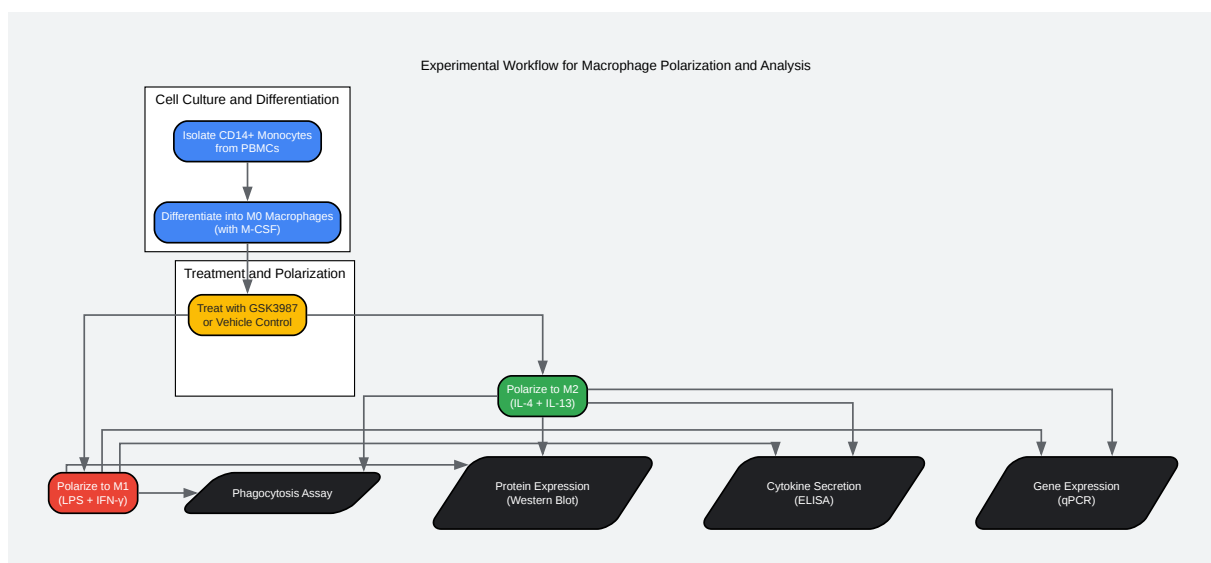 Experimental Workflow for Macrophage Polarization and Analysis
Cell Culture and Differentiation
Isolate CD14+ Monocytes
from PBMCs
Differentiate into M0 Macrophages
(with M-CSF)
Treatment and Polarization
Treat with GSK3987
or Vehicle Control
Polarize to M2
(IL-4 + IL-13)
Polarize to M1
(LPS + IFN-γ)
Phagocytosis Assay
Protein Expression
(Western Blot)
Cytokine Secretion
(ELISA)
Gene Expression
(qPCR)